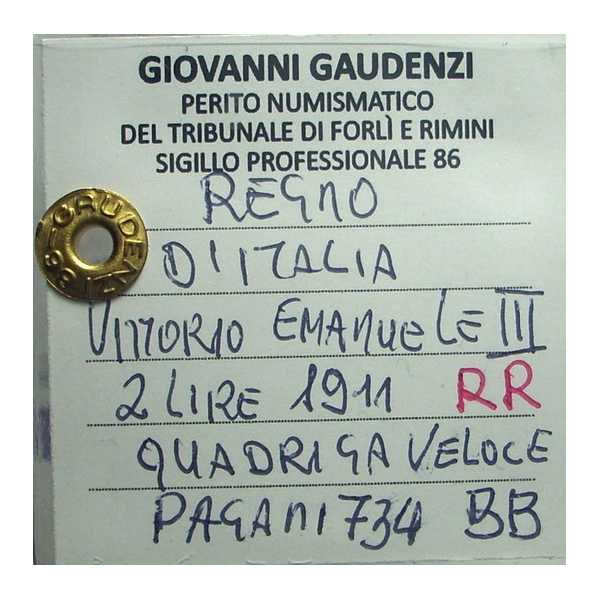 GIOVANNI GAUDENZI
PERITO NUMISMATICO
DEL TRIBUNALE DI FORLÌ E RIMINI
SIGILLO PROFESSIONALE 86
REGNO
GAUDENZI 86
D'ITALIA
VITTORIO EMANUELE III
2 LIRE 1911 RR
QUADRIGA VELOCE
PAGANI 734 BB